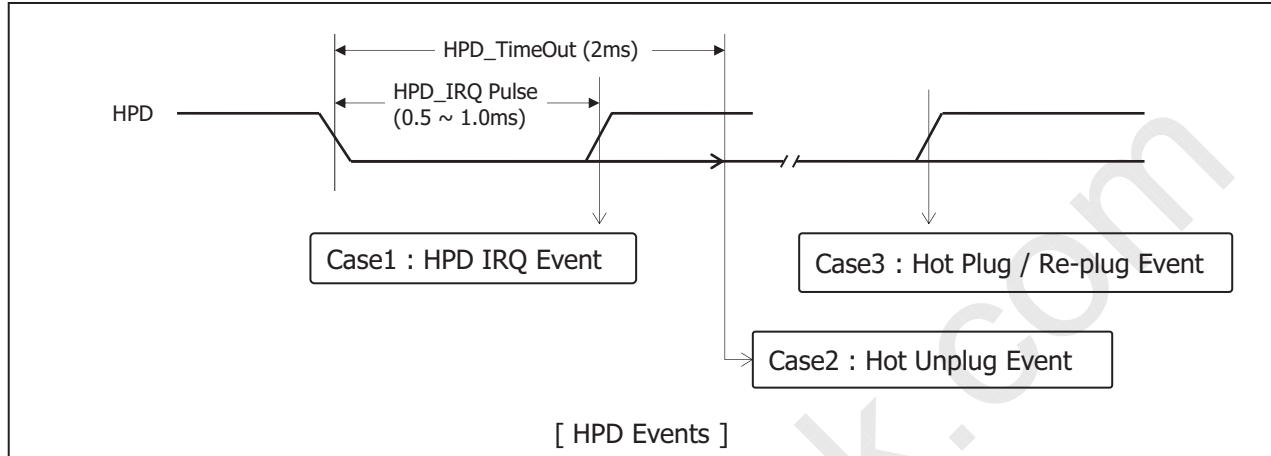 HPD_TimeOut (2ms)
HPD_IRQ Pulse
(0.5 ~ 1.0ms)
HPD
Case1 : HPD IRQ Event
Case3 : Hot Plug / Re-plug Event
Case2 : Hot Unplug Event
[ HPD Events ]
k.com